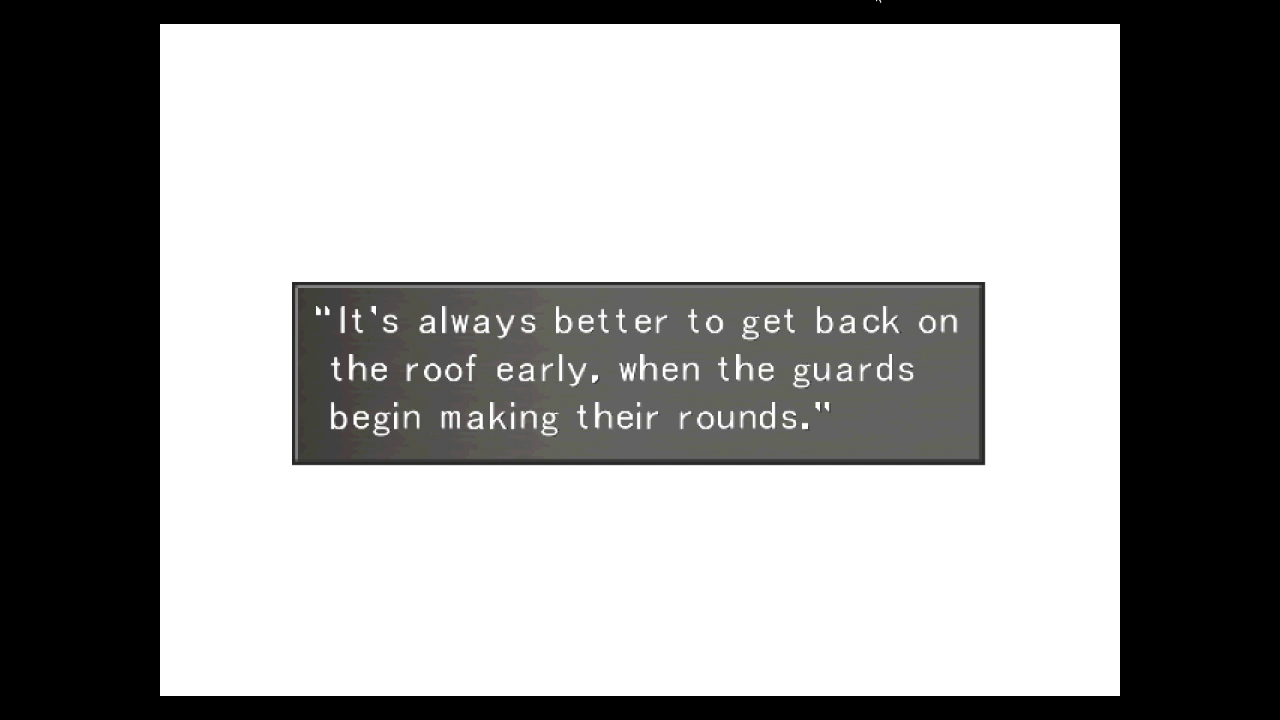 "It's always better to get back on
the roof early, when the guards
begin making their rounds."